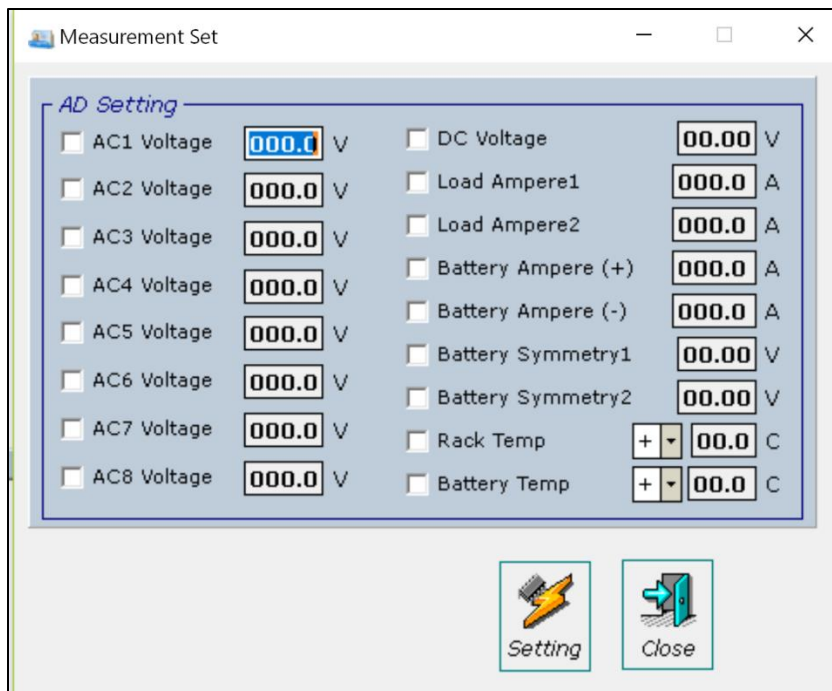 Measurement Set
AD Setting
AC1 Voltage 000.0 V
AC2 Voltage 000.0 V
AC3 Voltage 000.0 V
AC4 Voltage 000.0 V
AC5 Voltage 000.0 V
AC6 Voltage 000.0 V
AC7 Voltage 000.0 V
AC8 Voltage 000.0 V
DC Voltage 00.00 V
Load Ampere1 000.0 A
Load Ampere2 000.0 A
Battery Ampere (+) 000.0 A
Battery Ampere (-) 000.0 A
Battery Symmetry1 00.00 V
Battery Symmetry2 00.00 V
Rack Temp + 00.0 C
Battery Temp + 00.0 C
Setting
Close